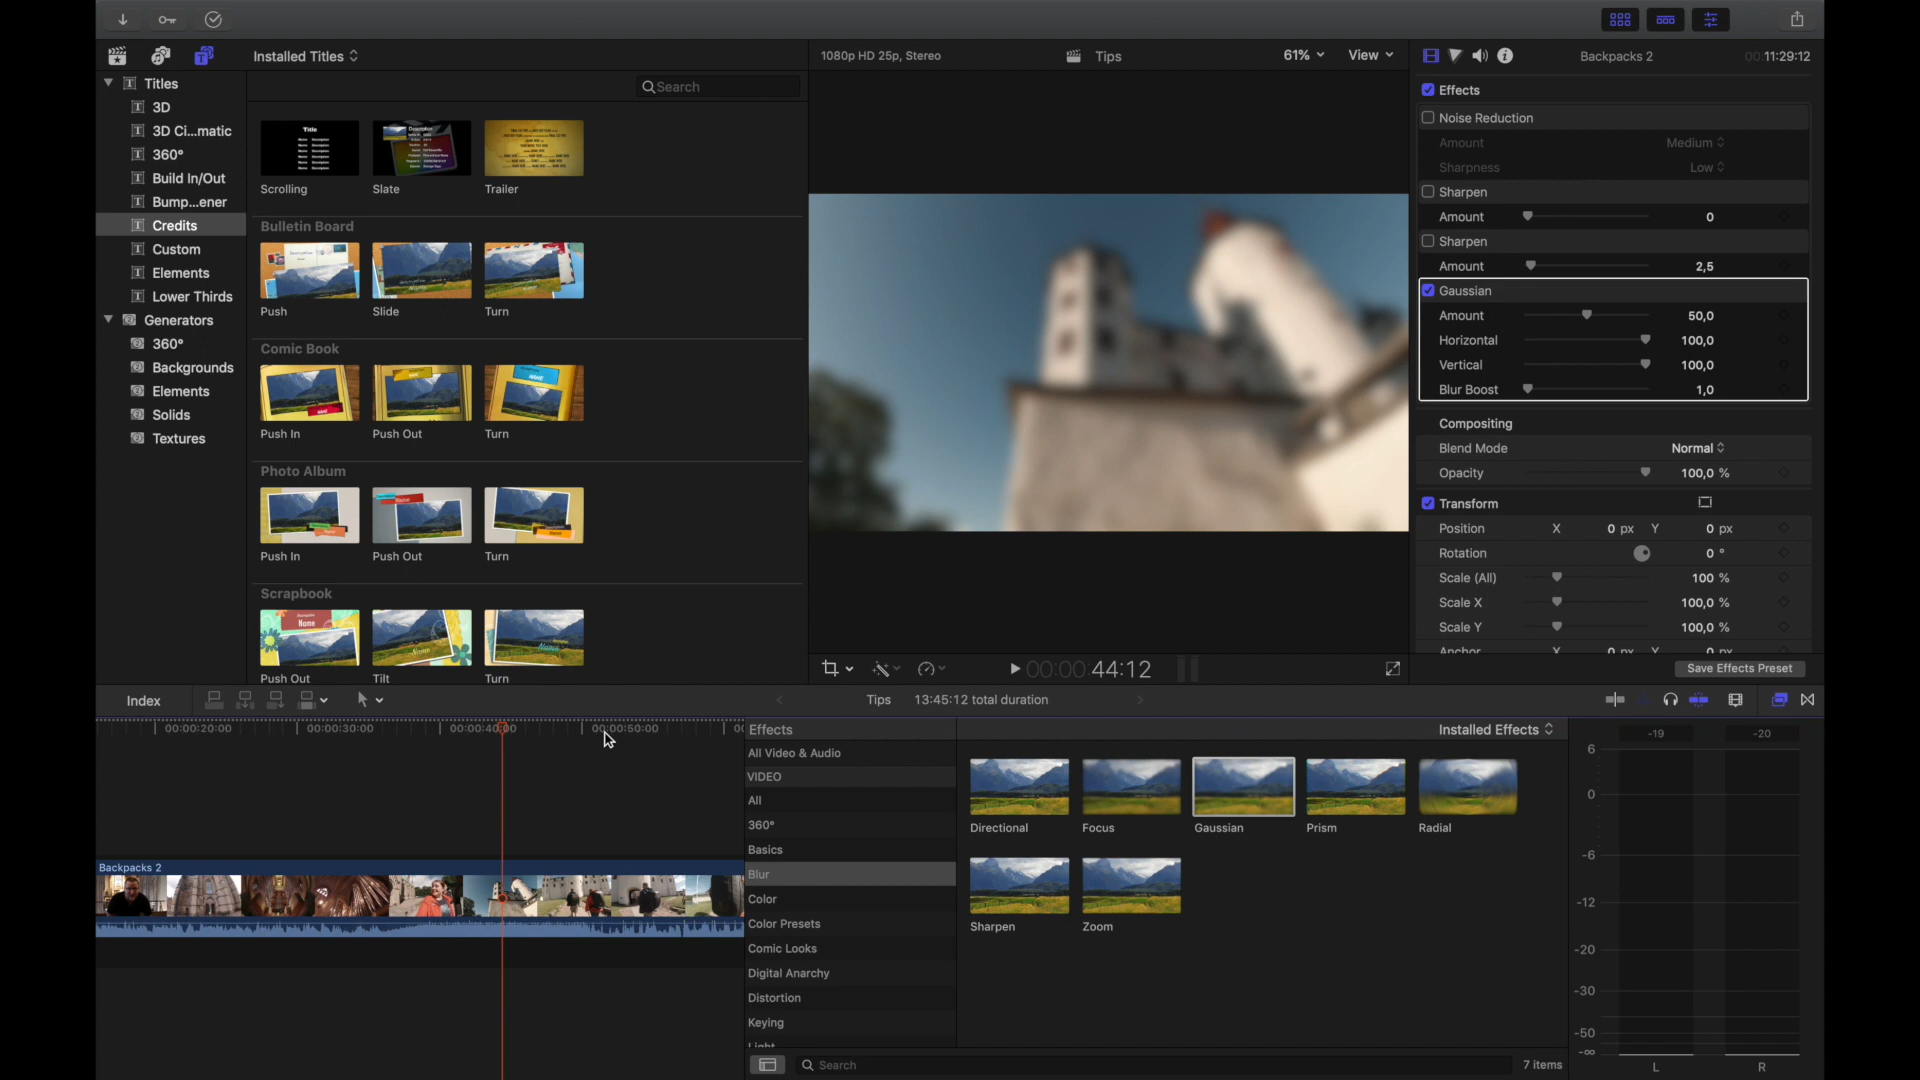 Installed Titles
1080p HD 25p, Stereo
Tips
61%
View
Backpacks 2
00:11:29:12
Search
Titles
3D
3D Ci...matic
360°
Build In/Out
Bump...ener
Credits
Custom
Elements
Lower Thirds
Generators
360°
Backgrounds
Elements
Solids
Textures
Scrolling
Slate
Trailer
Bulletin Board
Push
Slide
Turn
Comic Book
Push In
Push Out
Turn
Photo Album
Push In
Push Out
Turn
Scrapbook
Push Out
Tilt
Turn
Effects
Noise Reduction
Amount Medium
Sharpness Low
Sharpen
Amount 0
Sharpen
Amount 2,5
Gaussian
Amount 50,0
Horizontal 100,0
Vertical 100,0
Blur Boost 1,0
Compositing
Blend Mode Normal
Opacity 100,0 %
Transform
Position X 0 px Y 0 px
Rotation 0 °
Scale (All) 100 %
Scale X 100,0 %
Scale Y 100,0 %
Anchor X Y
Save Effects Preset
00:00:44:12
Index
Tips 13:45:12 total duration
00:00:20:00
00:00:30:00
00:00:40:00
00:00:50:00
Backpacks 2
Effects
Installed Effects
All Video & Audio
VIDEO
All
360°
Basics
Blur
Color
Color Presets
Comic Looks
Digital Anarchy
Distortion
Keying
Light
Directional
Focus
Gaussian
Prism
Radial
Sharpen
Zoom
Search
7 items
-19 -20
6
0
-6
-12
-20
-30
-50
-∞
L R